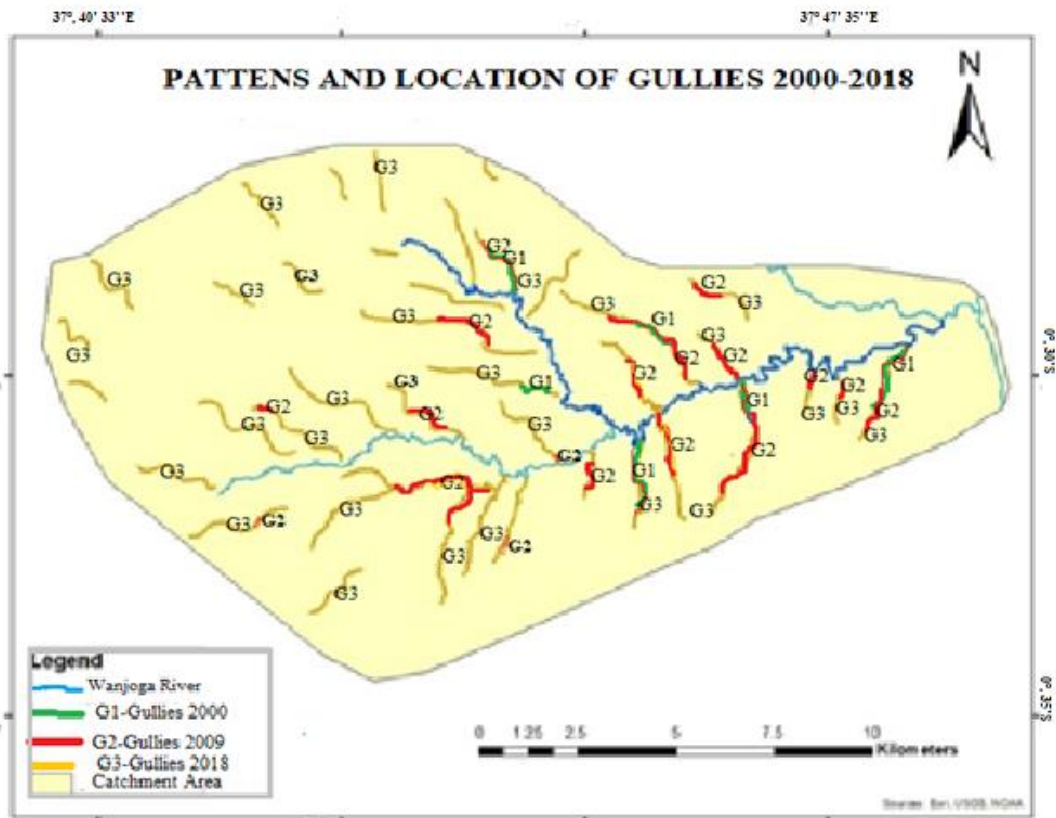 37°, 40' 33''E
37° 47' 35''E
PATTENS AND LOCATION OF GULLIES 2000-2018
N
G3
G3
G2
G1
G3
G3
G3
G3
G2
G3
G3
G3
G2
G3
G1
G3
G2
G3
G2
G1
G3
G2
G2
G1
G3
G3
G3
G1
G2
G2
G2
G1
G3
G3
G2
G2
G3
G3
G2
G3
G2
G2
G2
G3
G2
G1
G3
G2
G3
G3
G2
G3
G3
G3
G2
G3
G3
0°, 30'S
0°, 35'S
Legend
Wanjoga River
G1-Gullies 2000
G2-Gullies 2009
G3-Gullies 2018
Catchment Area
0 1.25 2.5 5 7.5 10
Kilometers
Sources: Esri, USGS, NOAA